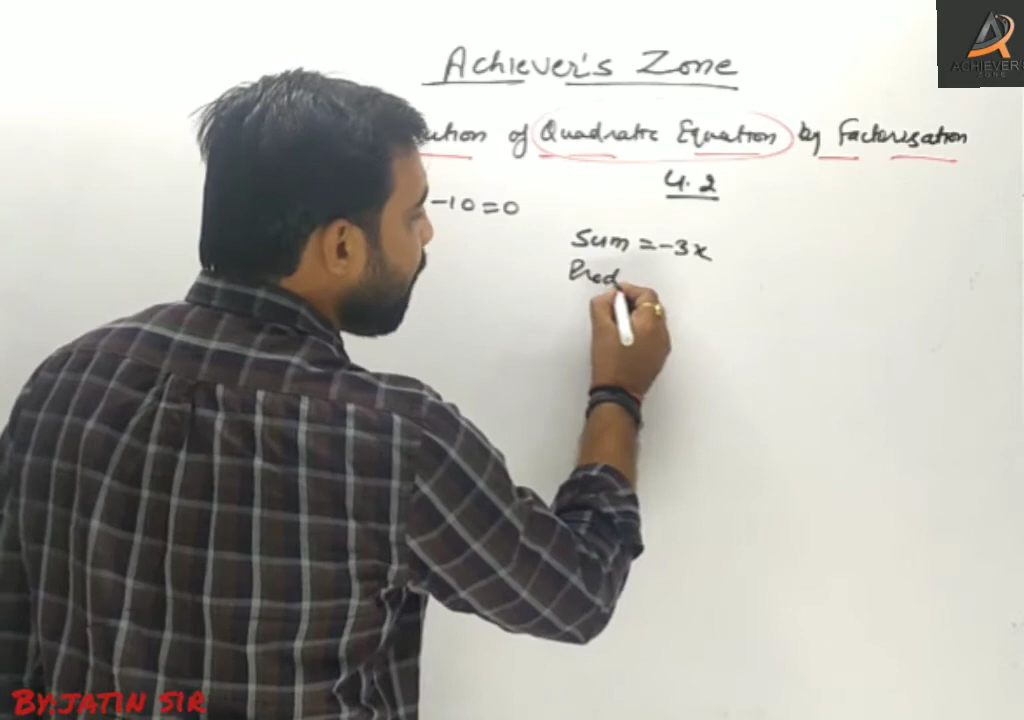 Achiever's Zone
ution of Quadratic Equation by Factorisation
4.2
-10=0
Sum =-3x
Prod
ACHIEVER'S
ZONE
BY:JATIN SIR